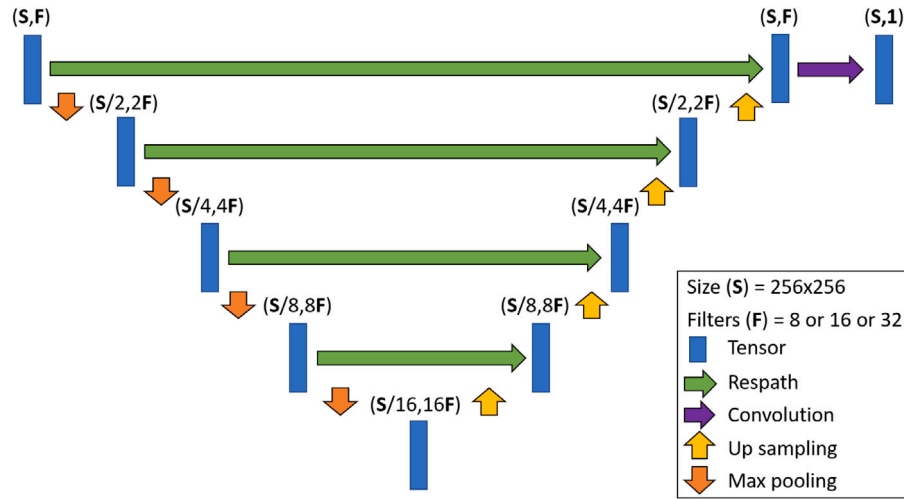 (S,F)
(S,F)
(S,1)
(S/2,2F)
(S/2,2F)
(S/4,4F)
(S/4,4F)
(S/8,8F)
(S/8,8F)
(S/16,16F)
Size (S) = 256x256
Filters (F) = 8 or 16 or 32
Tensor
Respath
Convolution
Up sampling
Max pooling